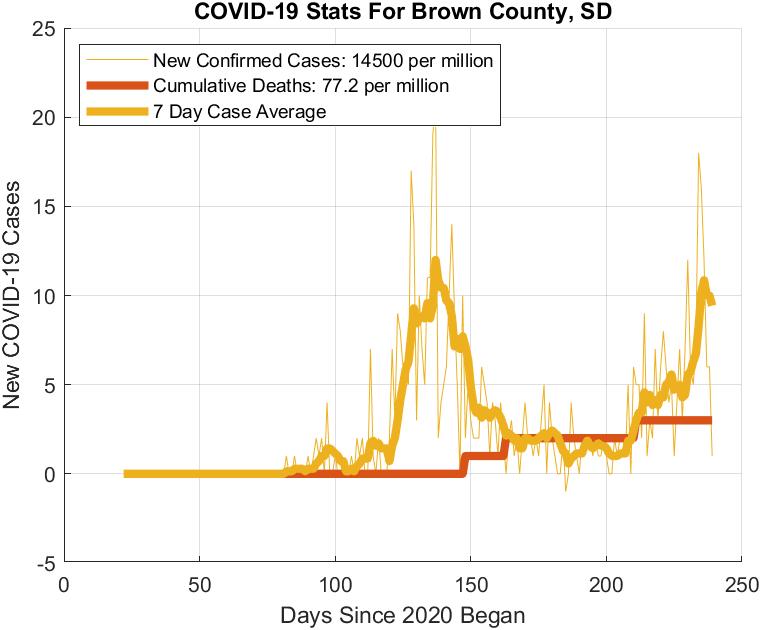 COVID-19 Stats For Brown County, SD
New Confirmed Cases: 14500 per million
Cumulative Deaths: 77.2 per million
7 Day Case Average
25
20
15
10
5
0
-5
New COVID-19 Cases
0 50 100 150 200 250
Days Since 2020 Began